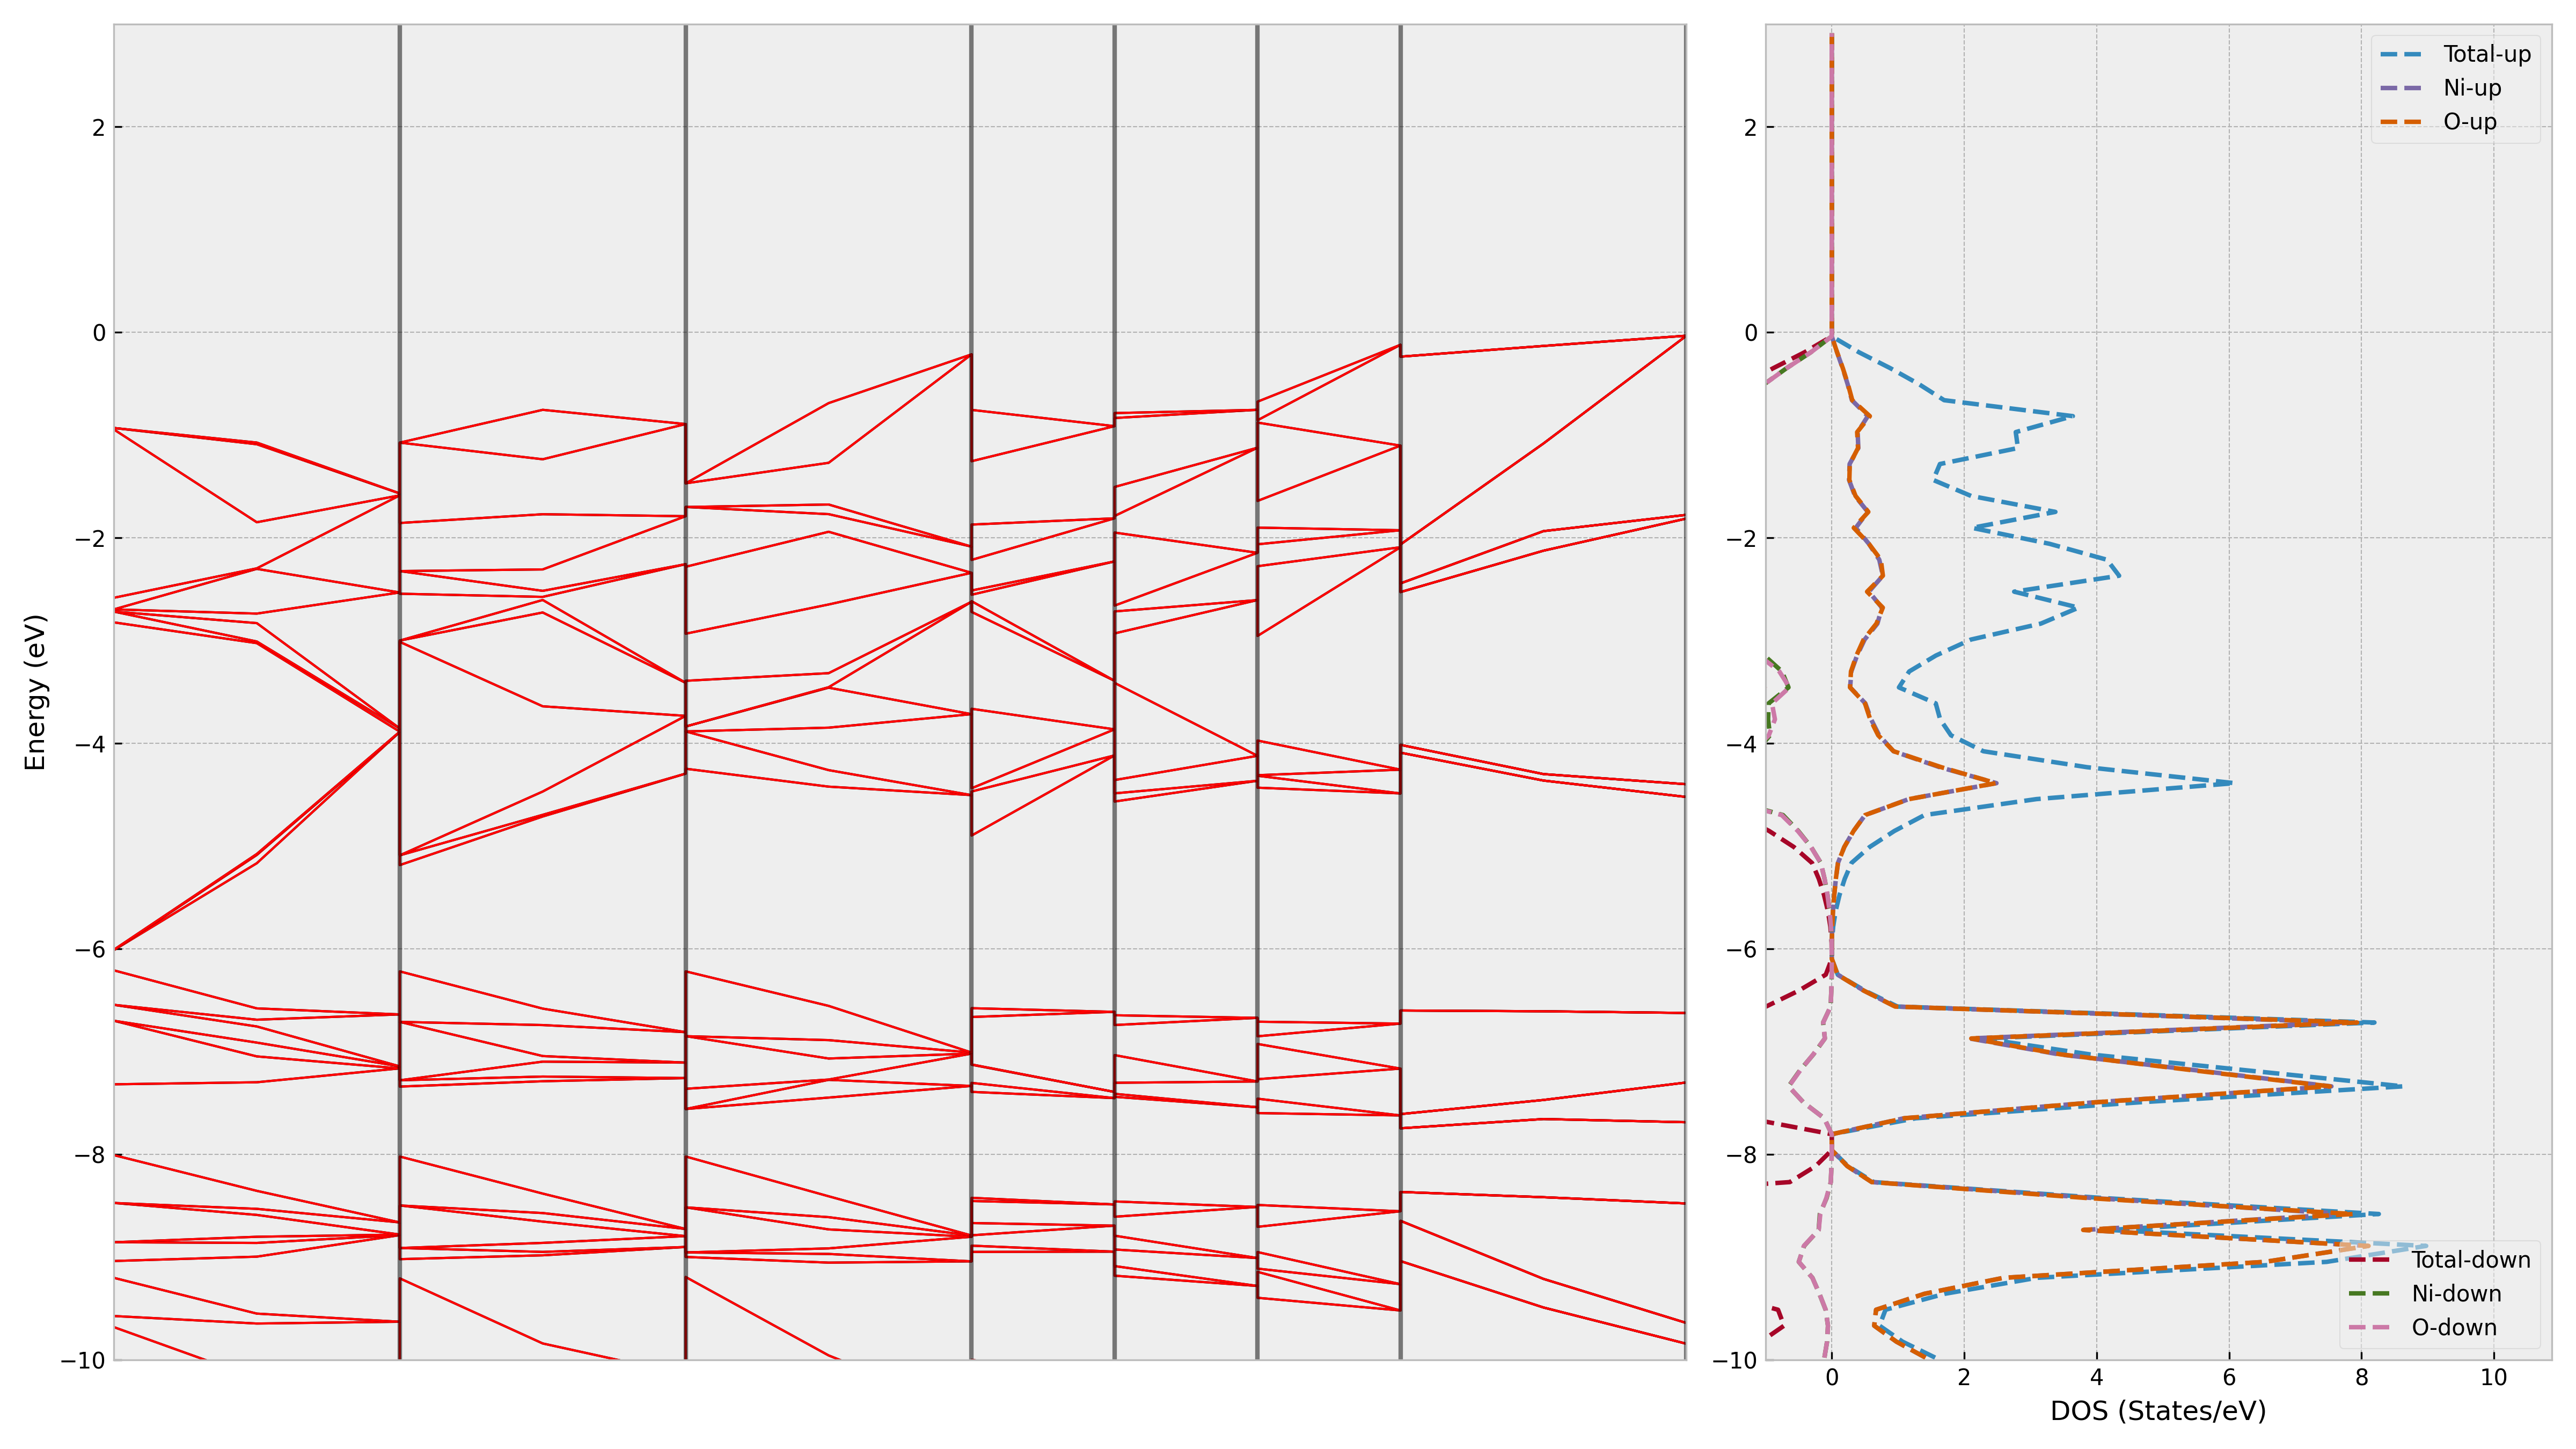 Energy (eV)
2
0
−2
−4
−6
−8
−10
2
0
−2
−4
−6
−8
−10
Total-up
Ni-up
O-up
Total-down
Ni-down
O-down
0 2 4 6 8 10
DOS (States/eV)